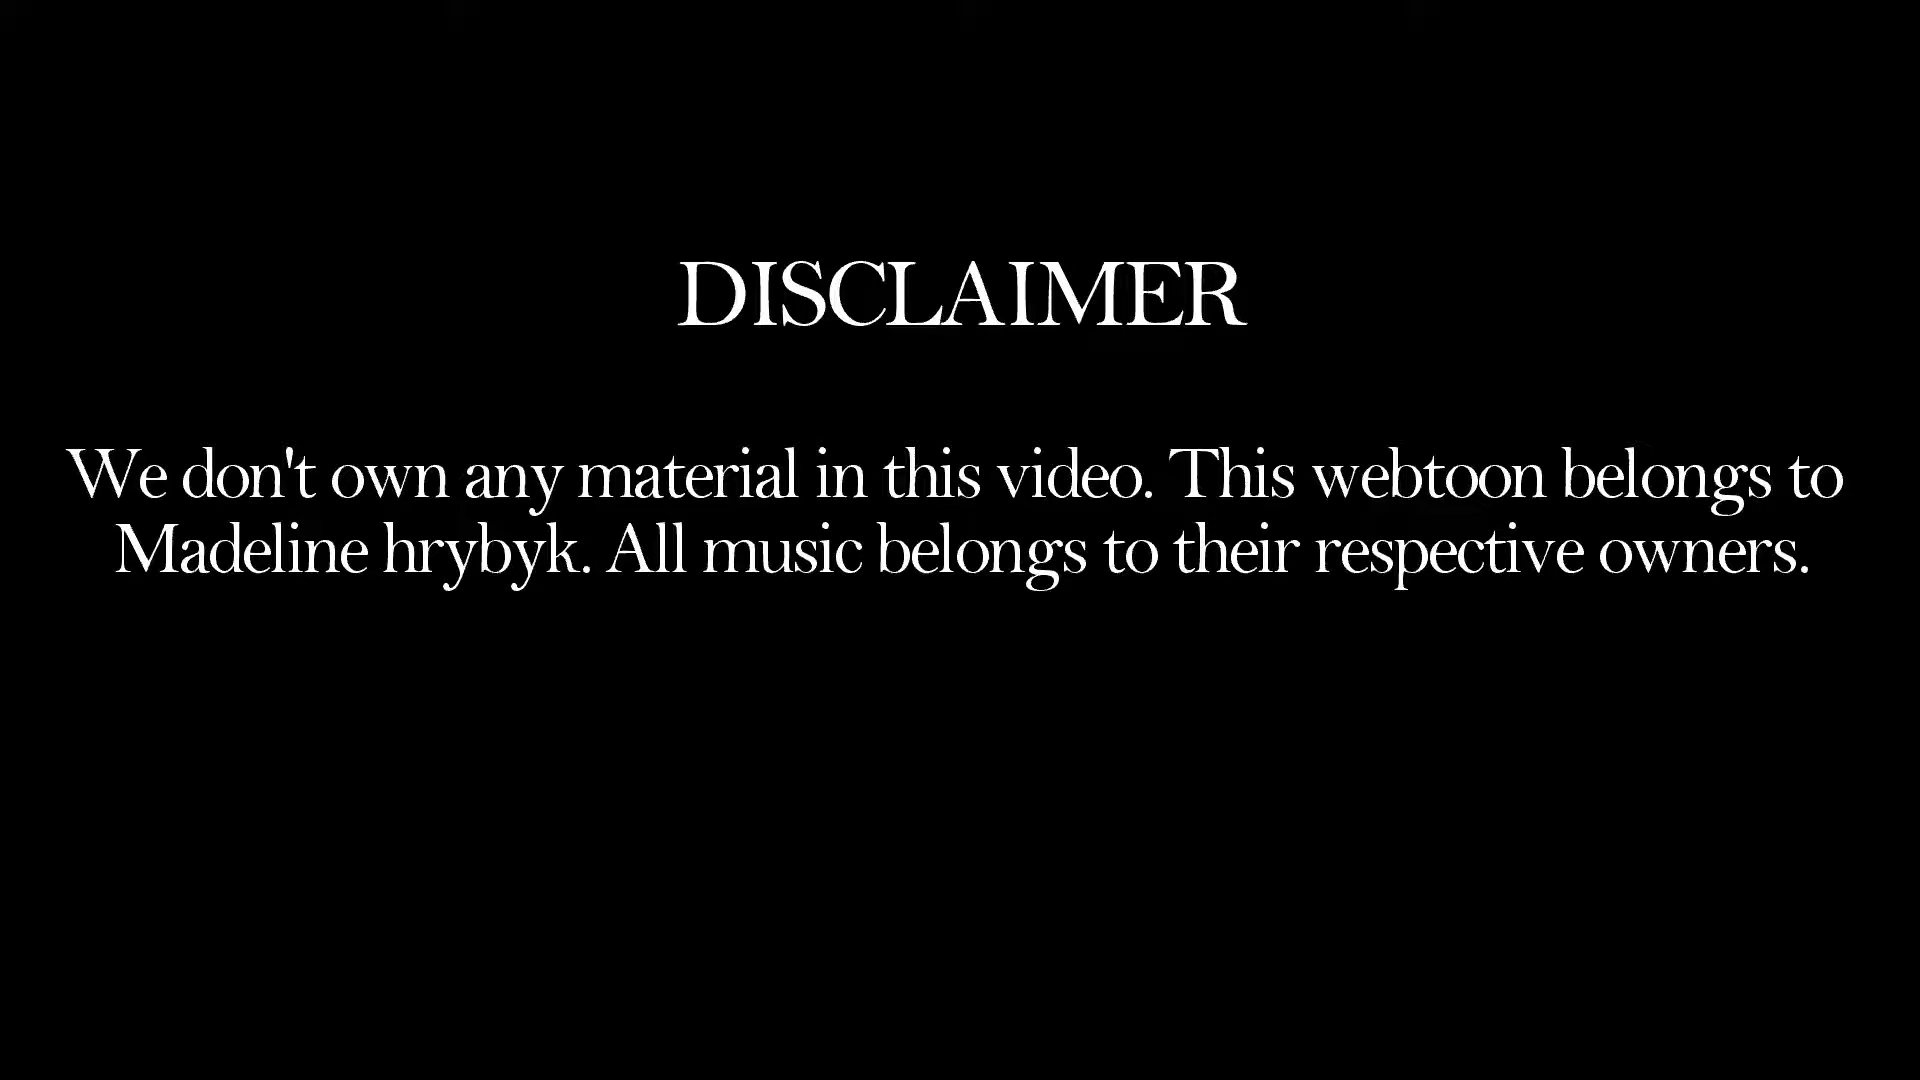 DISCLAIMER
We don't own any material in this video. This webtoon belongs to
Madeline hrybyk. All music belongs to their respective owners.